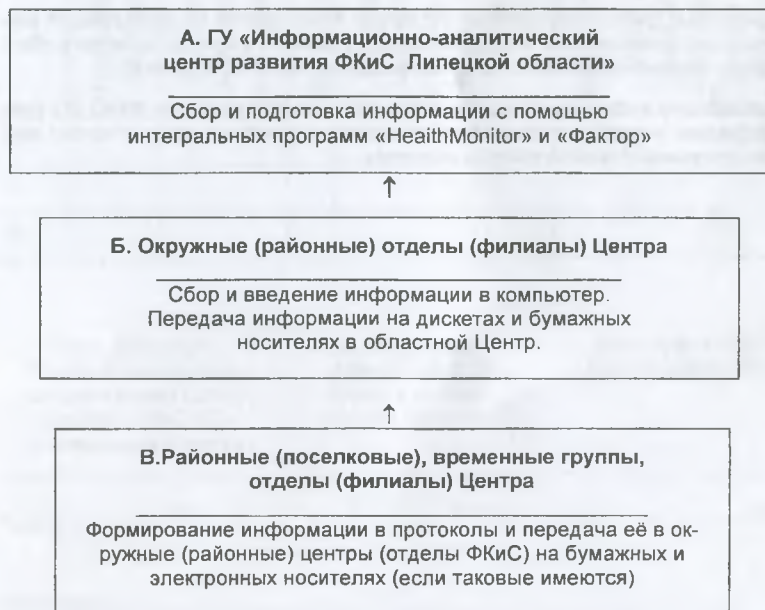 А. ГУ «Информационно-аналитический
центр развития ФКиС Липецкой области»
Сбор и подготовка информации с помощью
интегральных программ «HeaithMonitor» и «Фактор»
↑
Б. Окружные (районные) отделы (филиалы) Центра
Сбор и введение информации в компьютер.
Передача информации на дискетах и бумажных
носителях в областной Центр.
↑
В.Районные (поселковые), временные группы,
отделы (филиалы) Центра
Формирование информации в протоколы и передача её в ок-
ружные (районные) центры (отделы ФКиС) на бумажных и
электронных носителях (если таковые имеются)